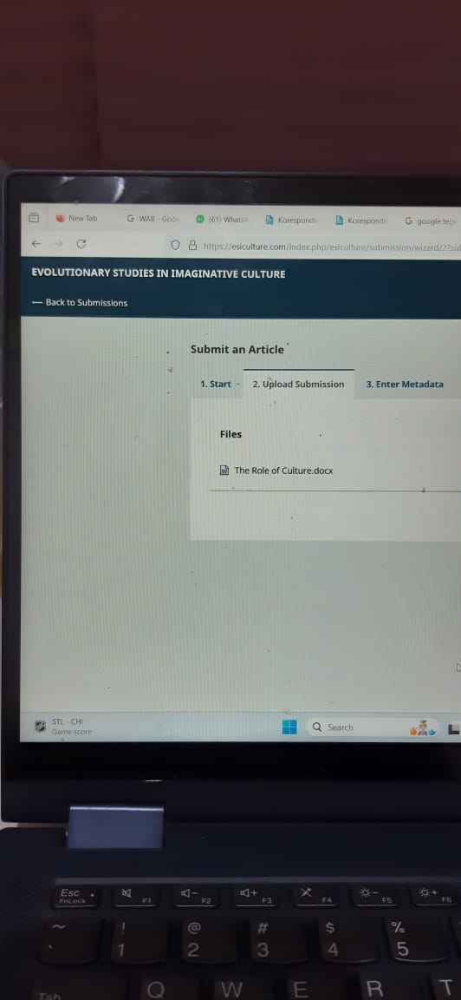 New Tab
WAB - Goo
(61) WhatsA
Koresponde
Koresponde
google terje
https://esiculture.com/index.php/esiculture/submission/wizard/2?su
EVOLUTIONARY STUDIES IN IMAGINATIVE CULTURE
← Back to Submissions
Submit an Article
1. Start
2. Upload Submission
3. Enter Metadata
Files
The Role of Culture.docx
STL - CHI
Game score
Search
Esc
FnLock
F1
F2
F3
F4
F5
F6
~ ! @ # $ %
` 1 2 3 4 5
Tab Q W E R T